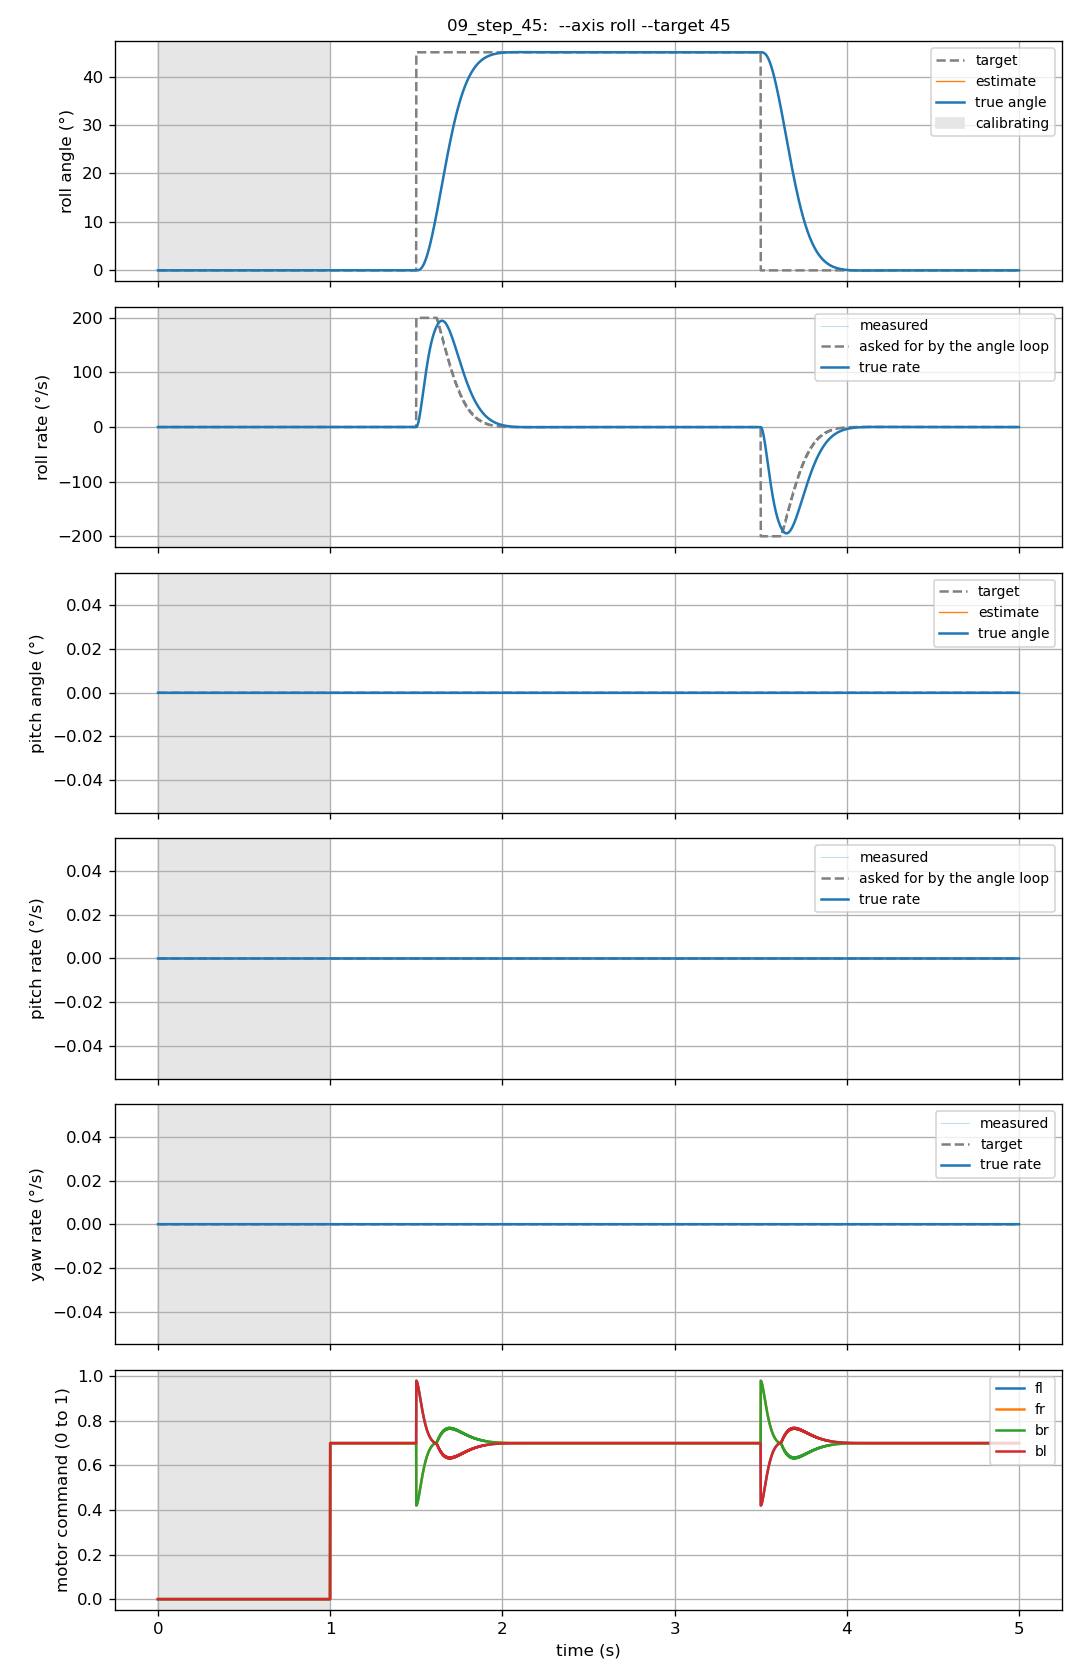 09_step_45:  --axis roll --target 45
roll angle (°)
40
30
20
10
0
target
estimate
true angle
calibrating
roll rate (°/s)
200
100
0
−100
−200
measured
asked for by the angle loop
true rate
pitch angle (°)
0.04
0.02
0.00
−0.02
−0.04
target
estimate
true angle
pitch rate (°/s)
0.04
0.02
0.00
−0.02
−0.04
measured
asked for by the angle loop
true rate
yaw rate (°/s)
0.04
0.02
0.00
−0.02
−0.04
measured
target
true rate
motor command (0 to 1)
1.0
0.8
0.6
0.4
0.2
0.0
fl
fr
br
bl
0 1 2 3 4 5
time (s)